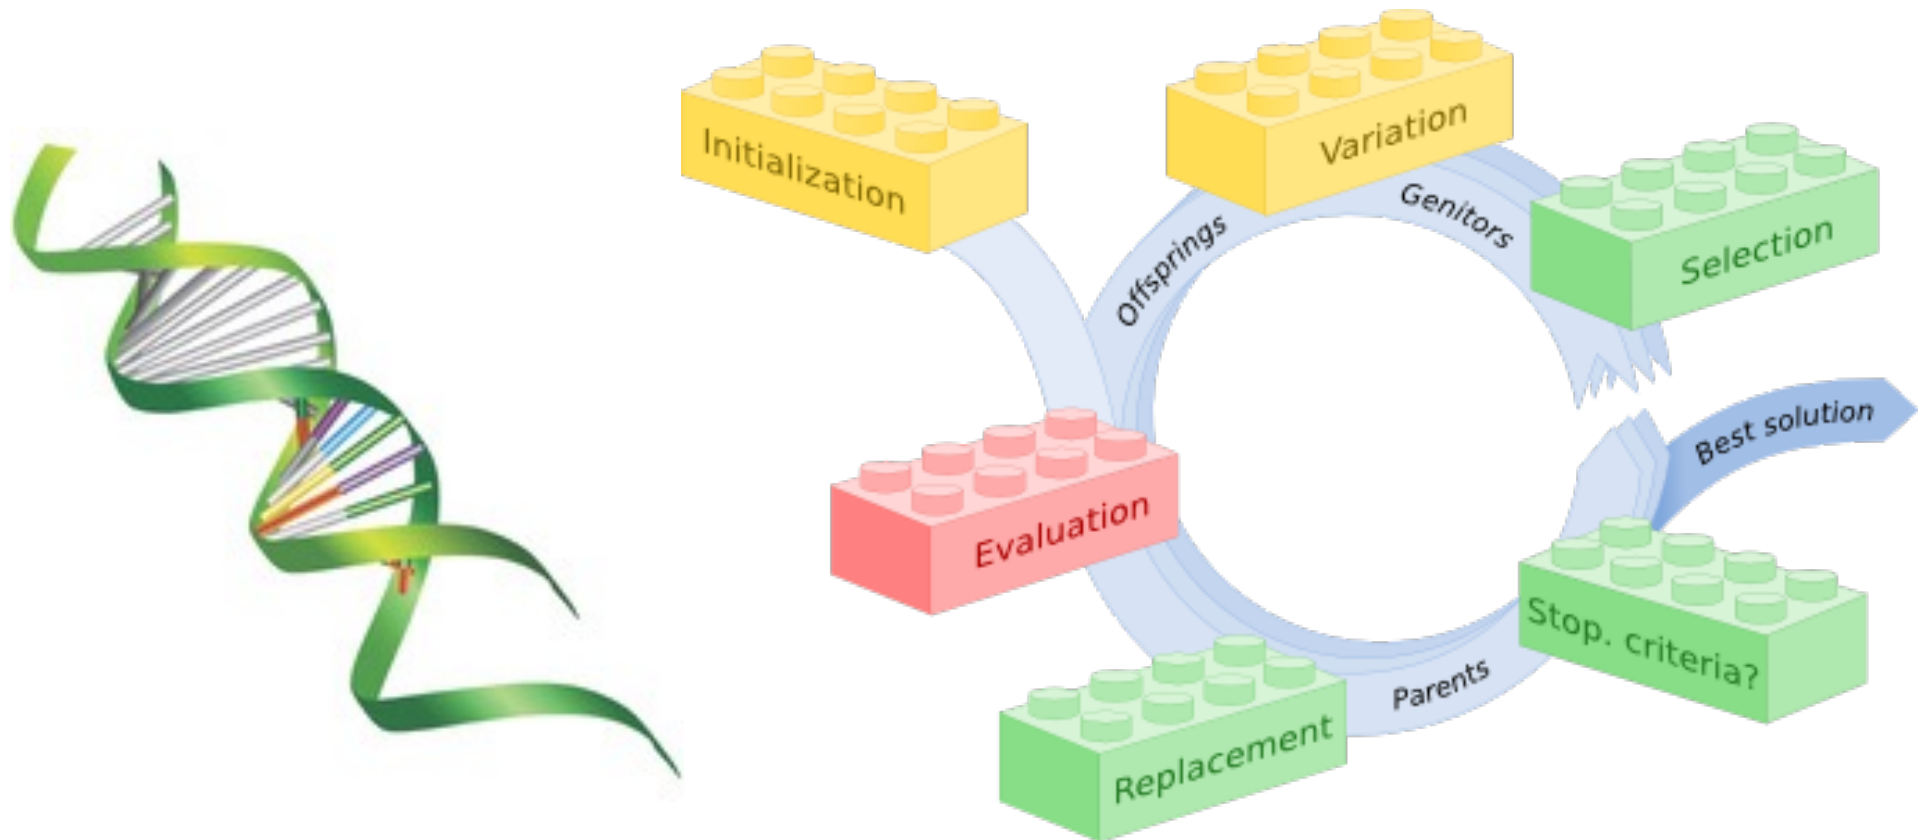 Initialization
Variation
Genitors
Selection
Offsprings
Best solution
Evaluation
Stop. criteria?
Parents
Replacement